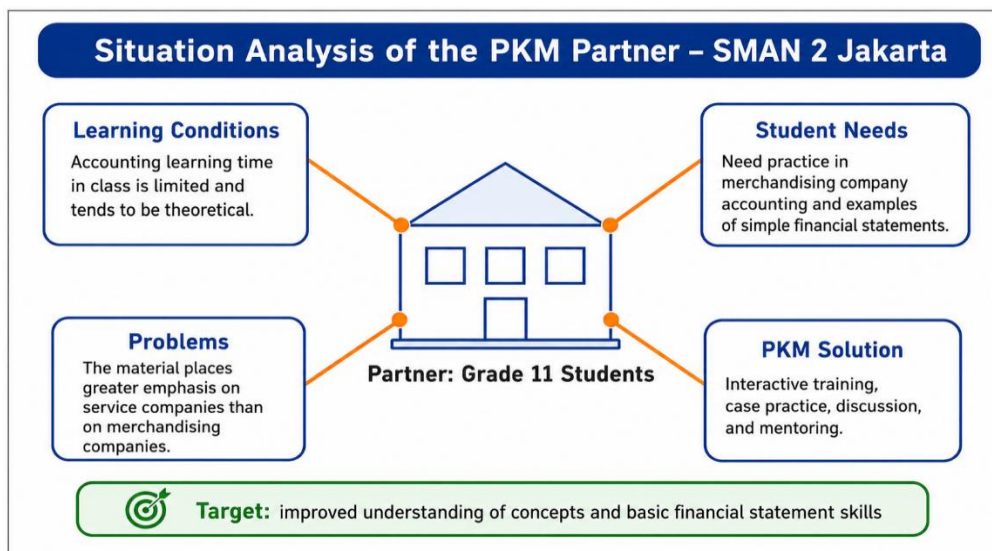 Situation Analysis of the PKM Partner – SMAN 2 Jakarta
Learning Conditions
Accounting learning time
in class is limited and
tends to be theoretical.
Student Needs
Need practice in
merchandising company
accounting and examples
of simple financial statements.
Problems
The material places
greater emphasis on
service companies than
on merchandising
companies.
Partner: Grade 11 Students
PKM Solution
Interactive training,
case practice, discussion,
and mentoring.
Target: improved understanding of concepts and basic financial statement skills